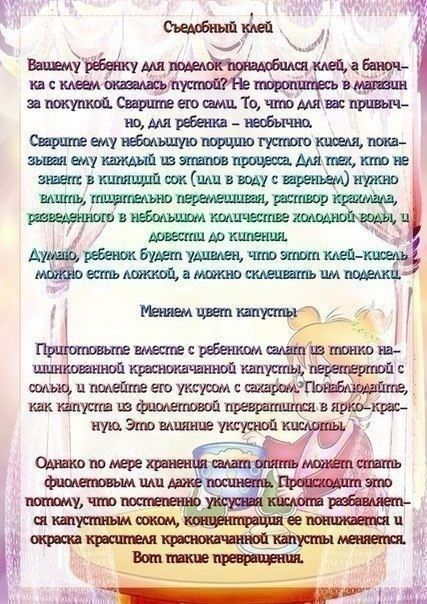 Съедобный клей
Вашему ребенку для поделок понадобился клей, а баноч-
ка с клеем оказалась пустой? Не торопитесь в магазин
за покупкой. Сварите его сами. То, что для вас привыч-
но, для ребенка - необычно.
Сварите ему небольшую порцию густого киселя, пока-
зывая ему каждый из этапов процесса. Для тех, кто не
знает: в кипящий сок (или в воду с вареньем) нужно
влить, тщательно перемешивая, раствор крахмала,
разведенного в небольшом количестве холодной воды, и
довести до кипения.
Думаю, ребенок будет удивлен, что этот клей-кисель
можно есть ложкой, а можно склеивать им поделки.
Меняем цвет капусты
Приготовьте вместе с ребенком салат из тонко на-
шинкованной краснокачанной капусты, перетертой с
солью, и полейте его уксусом с сахаром. Понаблюдайте,
как капуста из фиолетовой превратится в ярко-крас-
ную. Это влияние уксусной кислоты.
Однако по мере хранения салат опять может стать
фиолетовым или даже посинеть. Происходит это
потому, что постепенно уксусная кислота разбавляет-
ся капустным соком, концентрация ее понижается и
окраска красителя краснокачанной капусты меняется.
Вот такие превращения.